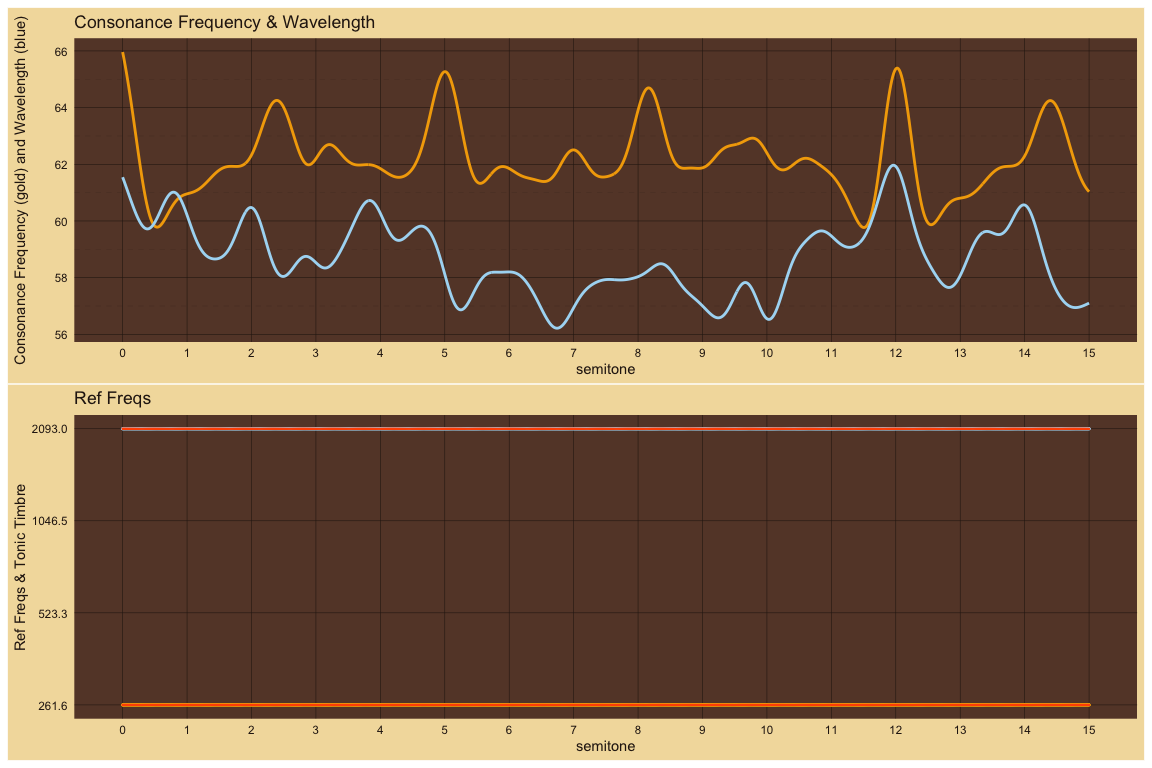 Consonance Frequency & Wavelength
Consonance Frequency (gold) and Wavelength (blue)
66
64
62
60
58
56
0 1 2 3 4 5 6 7 8 9 10 11 12 13 14 15
semitone
Ref Freqs
Ref Freqs & Tonic Timbre
2093.0
1046.5
523.3
261.6
0 1 2 3 4 5 6 7 8 9 10 11 12 13 14 15
semitone